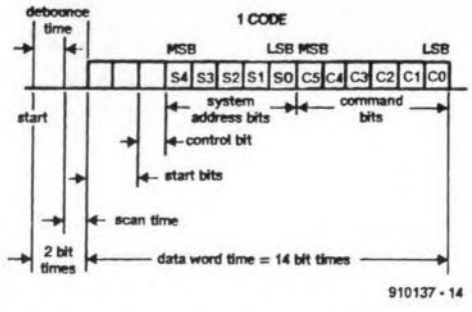 debounce
time
1 CODE
MSB LSB MSB LSB
S4 S3 S2 S1 S0 C5 C4 C3 C2 C1 C0
start
system
address bits
command
bits
control bit
start bits
scan time
2 bit
times
data word time = 14 bit times
910137 - 14